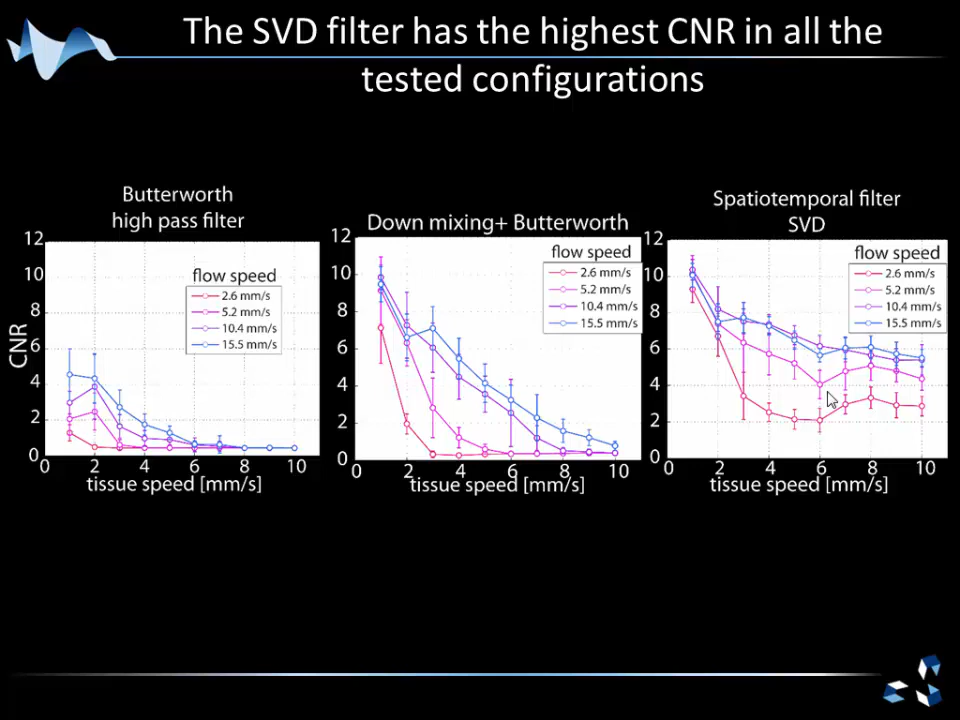 The SVD filter has the highest CNR in all the
tested configurations
Butterworth
high pass filter
12
10
8
6
4
2
0
CNR
flow speed
2.6 mm/s
5.2 mm/s
10.4 mm/s
15.5 mm/s
0 2 4 6 8 10
tissue speed [mm/s]
Down mixing+ Butterworth
12
10
8
6
4
2
0
flow speed
2.6 mm/s
5.2 mm/s
10.4 mm/s
15.5 mm/s
0 2 4 6 8 10
tissue speed [mm/s]
Spatiotemporal filter
SVD
12
10
8
6
4
2
0
flow speed
2.6 mm/s
5.2 mm/s
10.4 mm/s
15.5 mm/s
0 2 4 6 8 10
tissue speed [mm/s]